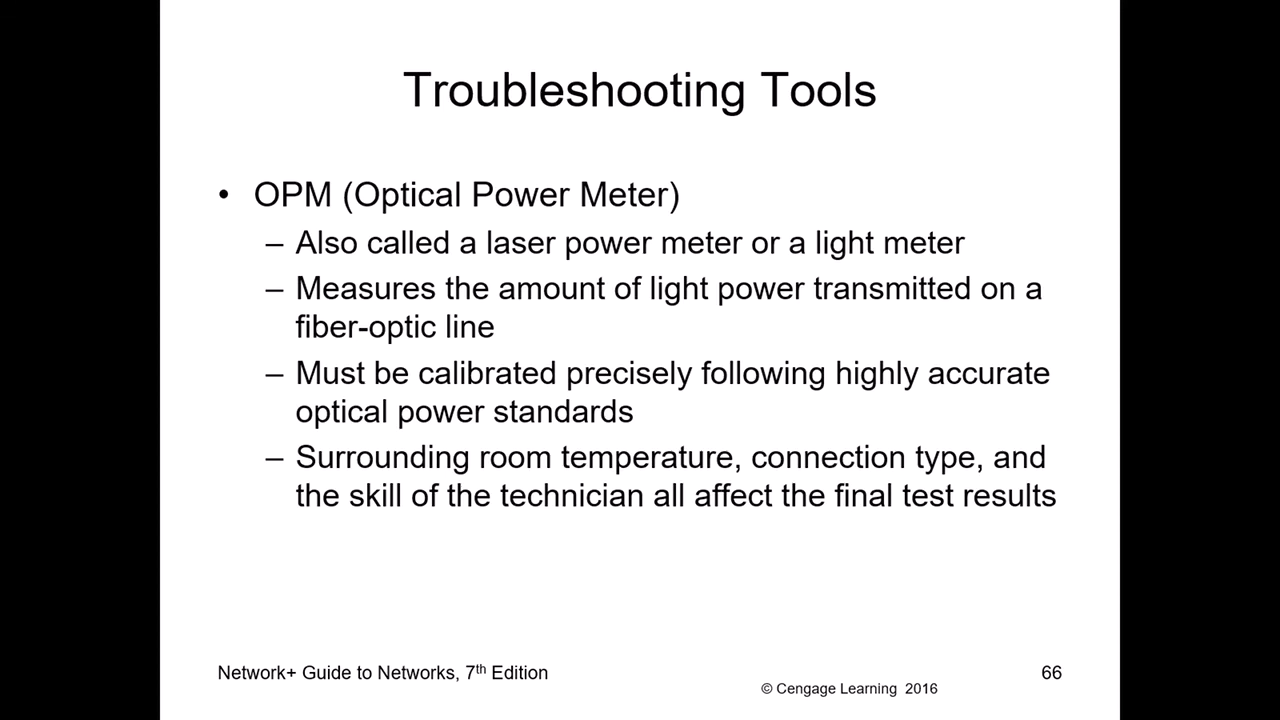 Troubleshooting Tools
• OPM (Optical Power Meter)
– Also called a laser power meter or a light meter
– Measures the amount of light power transmitted on a
fiber-optic line
– Must be calibrated precisely following highly accurate
optical power standards
– Surrounding room temperature, connection type, and
the skill of the technician all affect the final test results
Network+ Guide to Networks, 7th Edition
66
© Cengage Learning 2016